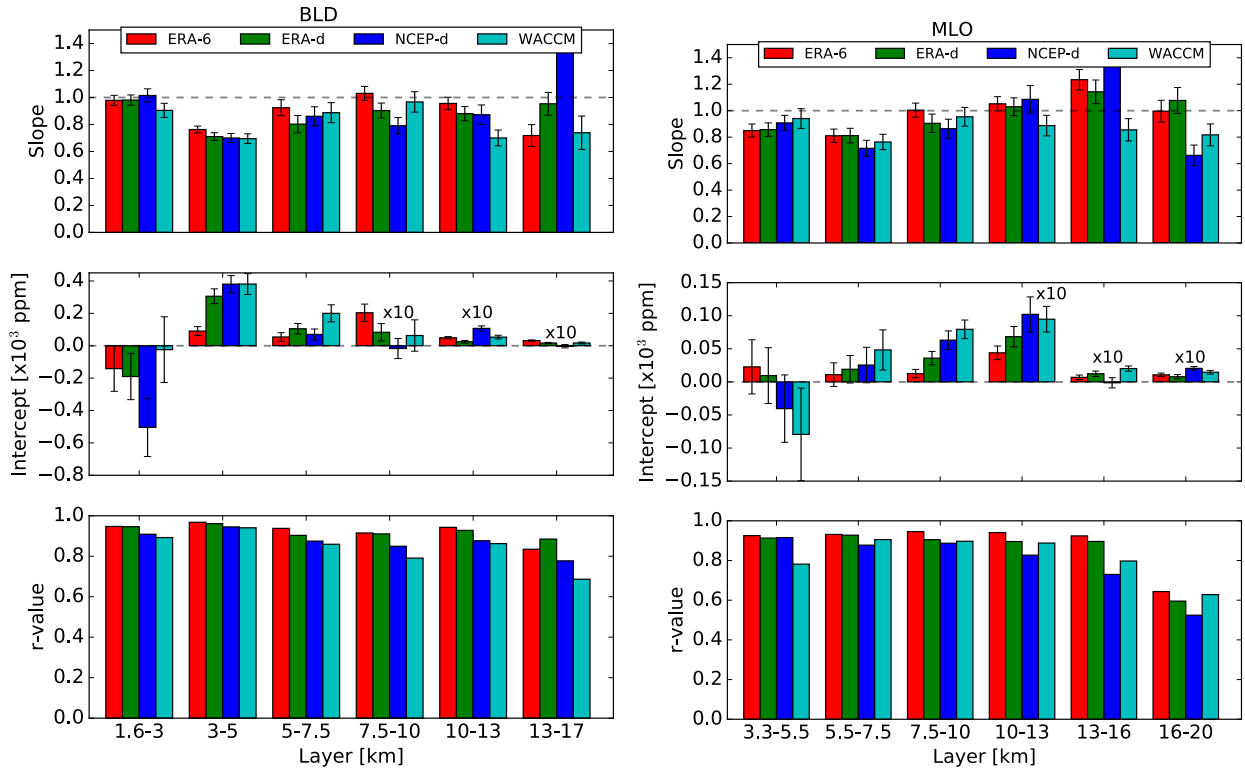 BLD
ERA-6 ERA-d NCEP-d WACCM
Slope
1.4
1.2
1.0
0.8
0.6
0.4
0.2
0.0
Intercept [x10³ ppm]
0.4
0.2
0.0
−0.2
−0.4
−0.6
−0.8
x10 x10 x10
r-value
1.0
0.8
0.6
0.4
0.2
0.0
1.6-3 3-5 5-7.5 7.5-10 10-13 13-17
Layer [km]
MLO
ERA-6 ERA-d NCEP-d WACCM
Slope
1.4
1.2
1.0
0.8
0.6
0.4
0.2
0.0
Intercept [x10³ ppm]
0.15
0.10
0.05
0.00
−0.05
−0.10
−0.15
x10 x10 x10
r-value
1.0
0.8
0.6
0.4
0.2
0.0
3.3-5.5 5.5-7.5 7.5-10 10-13 13-16 16-20
Layer [km]